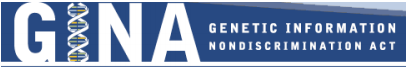 GINA GENETIC INFORMATION
NONDISCRIMINATION ACT